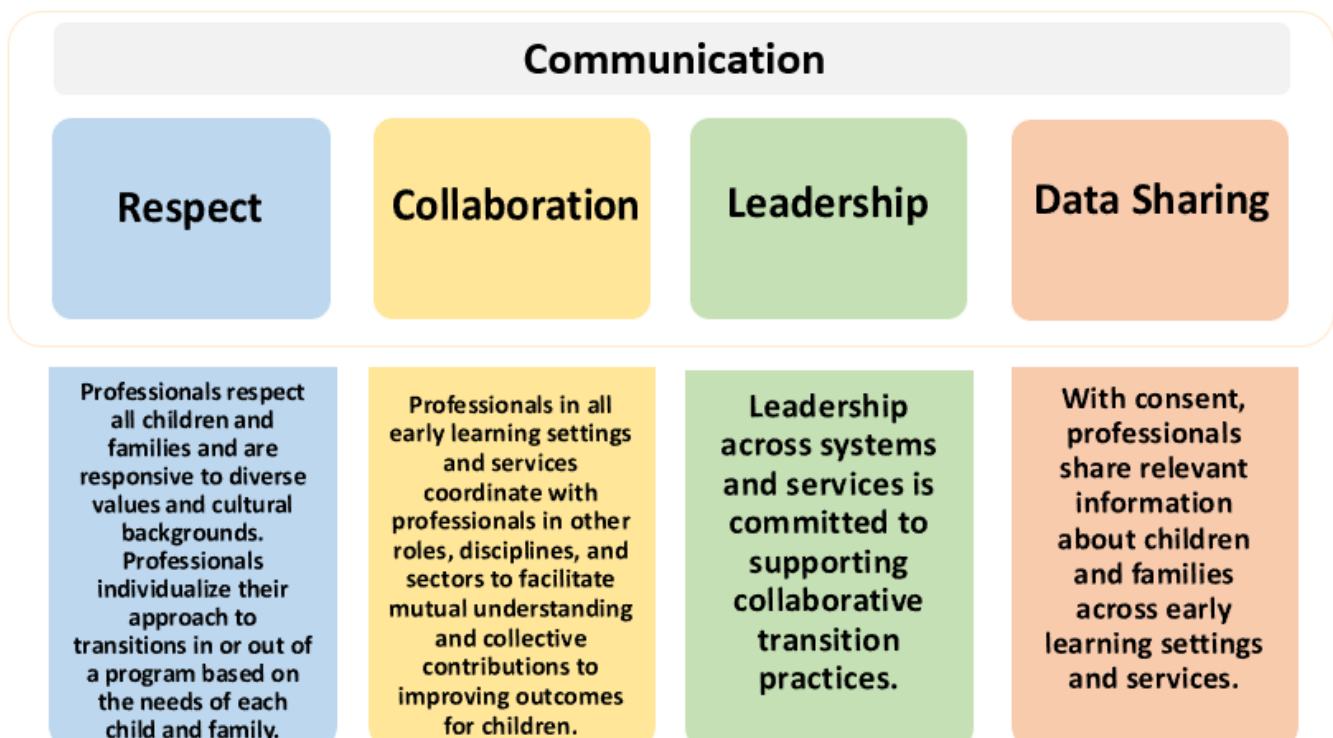 Communication
Respect
Collaboration
Leadership
Data Sharing
Professionals respect
all children and
families and are
responsive to diverse
values and cultural
backgrounds.
Professionals
individualize their
approach to
transitions in or out of
a program based on
the needs of each
child and family.
Professionals in all
early learning settings
and services
coordinate with
professionals in other
roles, disciplines, and
sectors to facilitate
mutual understanding
and collective
contributions to
improving outcomes
for children.
Leadership
across systems
and services is
committed to
supporting
collaborative
transition
practices.
With consent,
professionals
share relevant
information
about children
and families
across early
learning settings
and services.